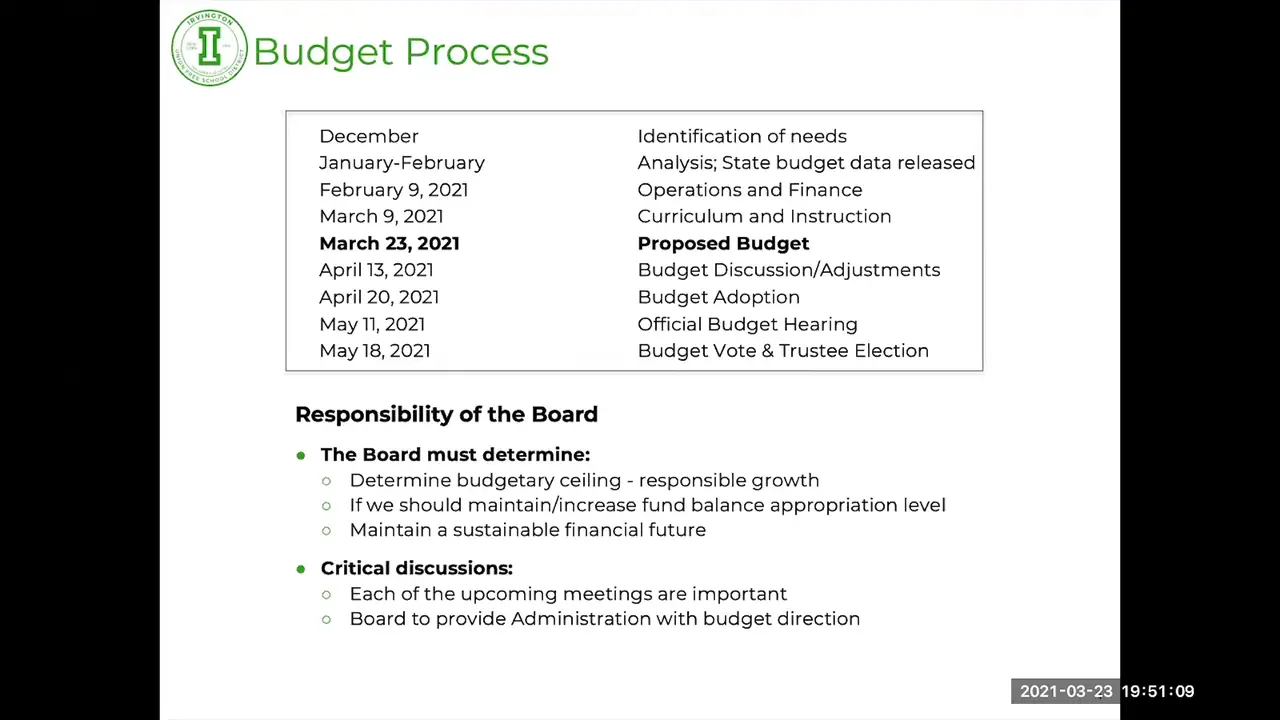 IRVINGTON
I
UNION FREE SCHOOL DISTRICT
Budget Process
December Identification of needs
January-February Analysis; State budget data released
February 9, 2021 Operations and Finance
March 9, 2021 Curriculum and Instruction
March 23, 2021 Proposed Budget
April 13, 2021 Budget Discussion/Adjustments
April 20, 2021 Budget Adoption
May 11, 2021 Official Budget Hearing
May 18, 2021 Budget Vote & Trustee Election
Responsibility of the Board
● The Board must determine:
○ Determine budgetary ceiling - responsible growth
○ If we should maintain/increase fund balance appropriation level
○ Maintain a sustainable financial future
● Critical discussions:
○ Each of the upcoming meetings are important
○ Board to provide Administration with budget direction
2021-03-23 19:51:09